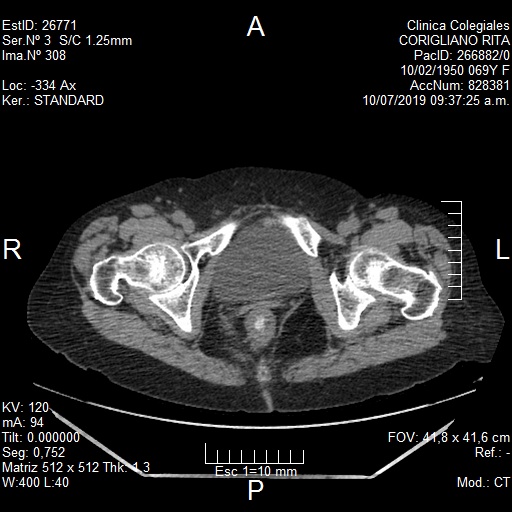 EstID: 26771
Ser.Nº 3 S/C 1.25mm
Ima.Nº 308
Loc: -334 Ax
Ker.: STANDARD
A
Clinica Colegiales
CORIGLIANO RITA
PacID: 266882/0
10/02/1950 069Y F
AccNum: 828381
10/07/2019 09:37:25 a.m.
R
L
KV: 120
mA: 94
Tilt: 0.000000
Seg: 0,752
Matriz 512 x 512 Thk: 1.3
W:400 L:40
Esc 1=10 mm
P
FOV: 41,8 x 41,6 cm
Ref.: -
Mod.: CT